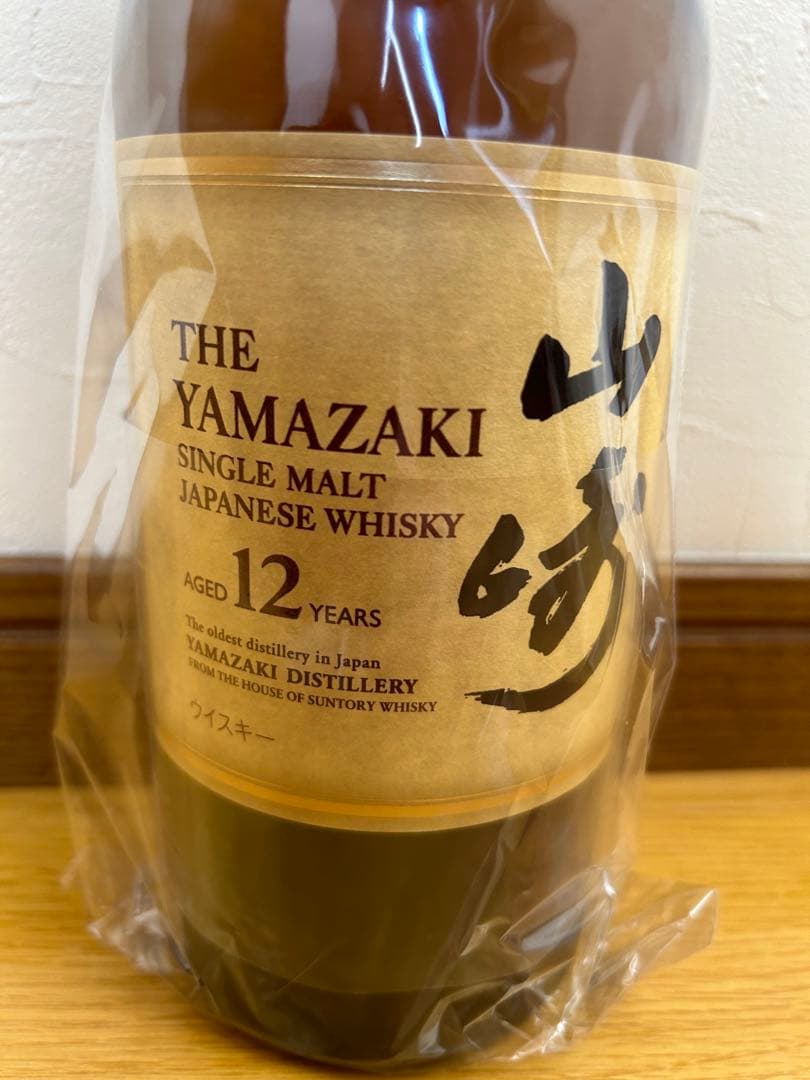 THE
YAMAZAKI
SINGLE MALT
JAPANESE WHISKY
AGED 12 YEARS
The oldest distillery in Japan
YAMAZAKI DISTILLERY
FROM THE HOUSE OF SUNTORY WHISKY
ウイスキー
山崎